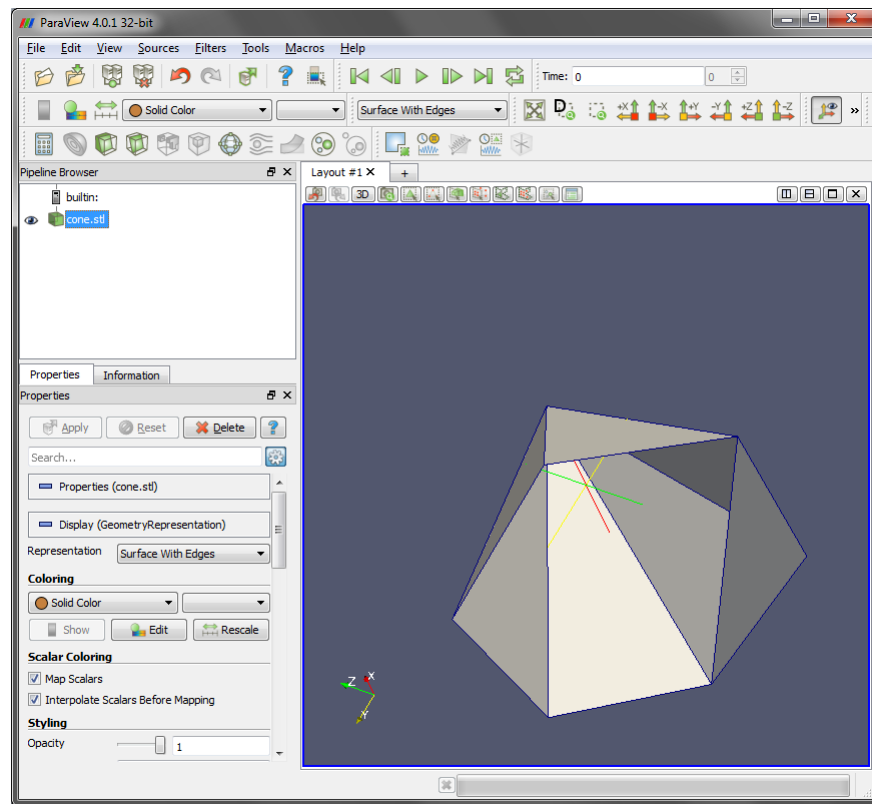 ParaView 4.0.1 32-bit
File Edit View Sources Filters Tools Macros Help
Time: 0 0
Solid Color Surface With Edges D +X -X +Y -Y +Z -Z »
Pipeline Browser
Layout #1 X +
builtin:
3D
cone.stl
Properties Information
Properties
Apply Reset Delete ?
Search...
Properties (cone.stl)
Display (GeometryRepresentation)
Representation Surface With Edges
Coloring
Solid Color
Show Edit Rescale
Scalar Coloring
Map Scalars
Z X
Interpolate Scalars Before Mapping
Y
Styling
Opacity 1